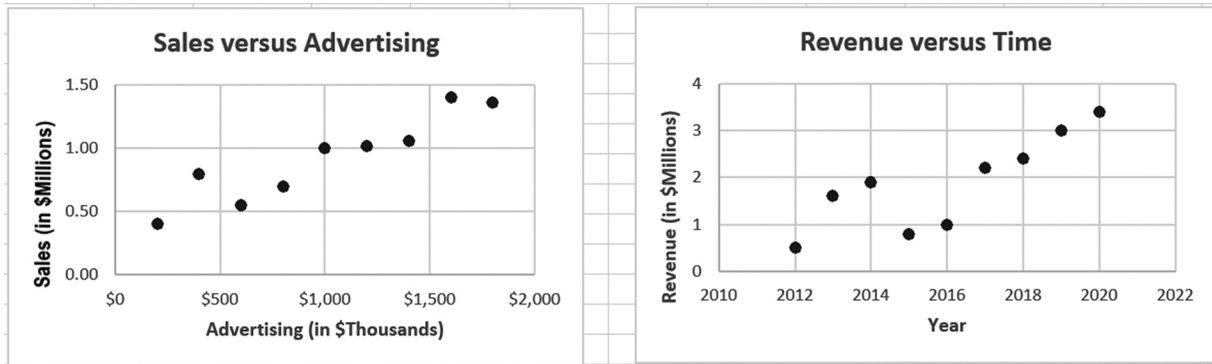 Sales versus Advertising
Sales (in $Millions)
1.50
1.00
0.50
0.00
$0 $500 $1,000 $1,500 $2,000
Advertising (in $Thousands)
Revenue versus Time
Revenue (in $Millions)
4
3
2
1
0
2010 2012 2014 2016 2018 2020 2022
Year